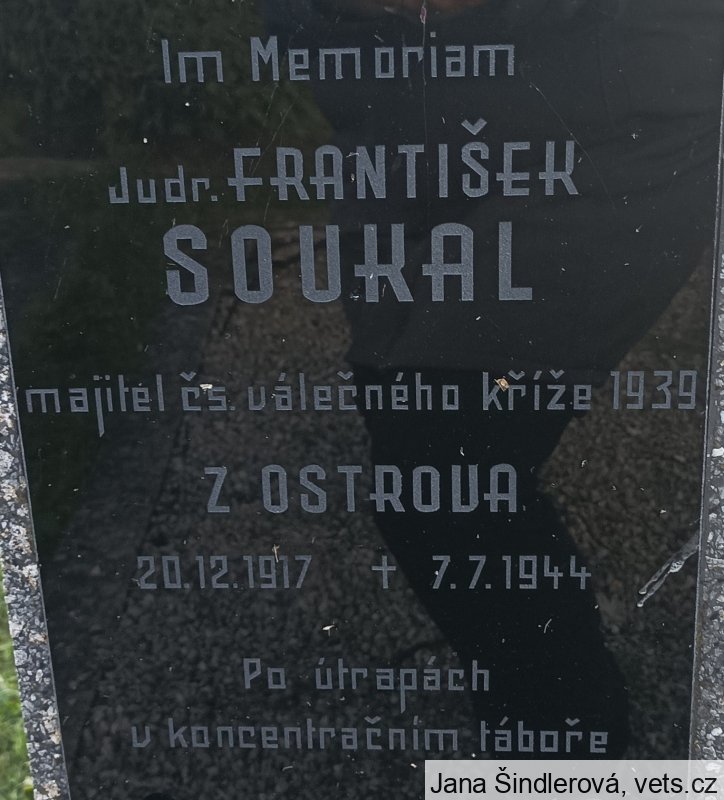 Im Memoriam
Judr. FRANTIŠEK
SOUKAL
majitel čs. válečného kříže 1939
Z OSTROVA
20.12.1917 + 7.7.1944
Po útrapách
v koncentračním táboře
Jana Šindlerová, vets.cz